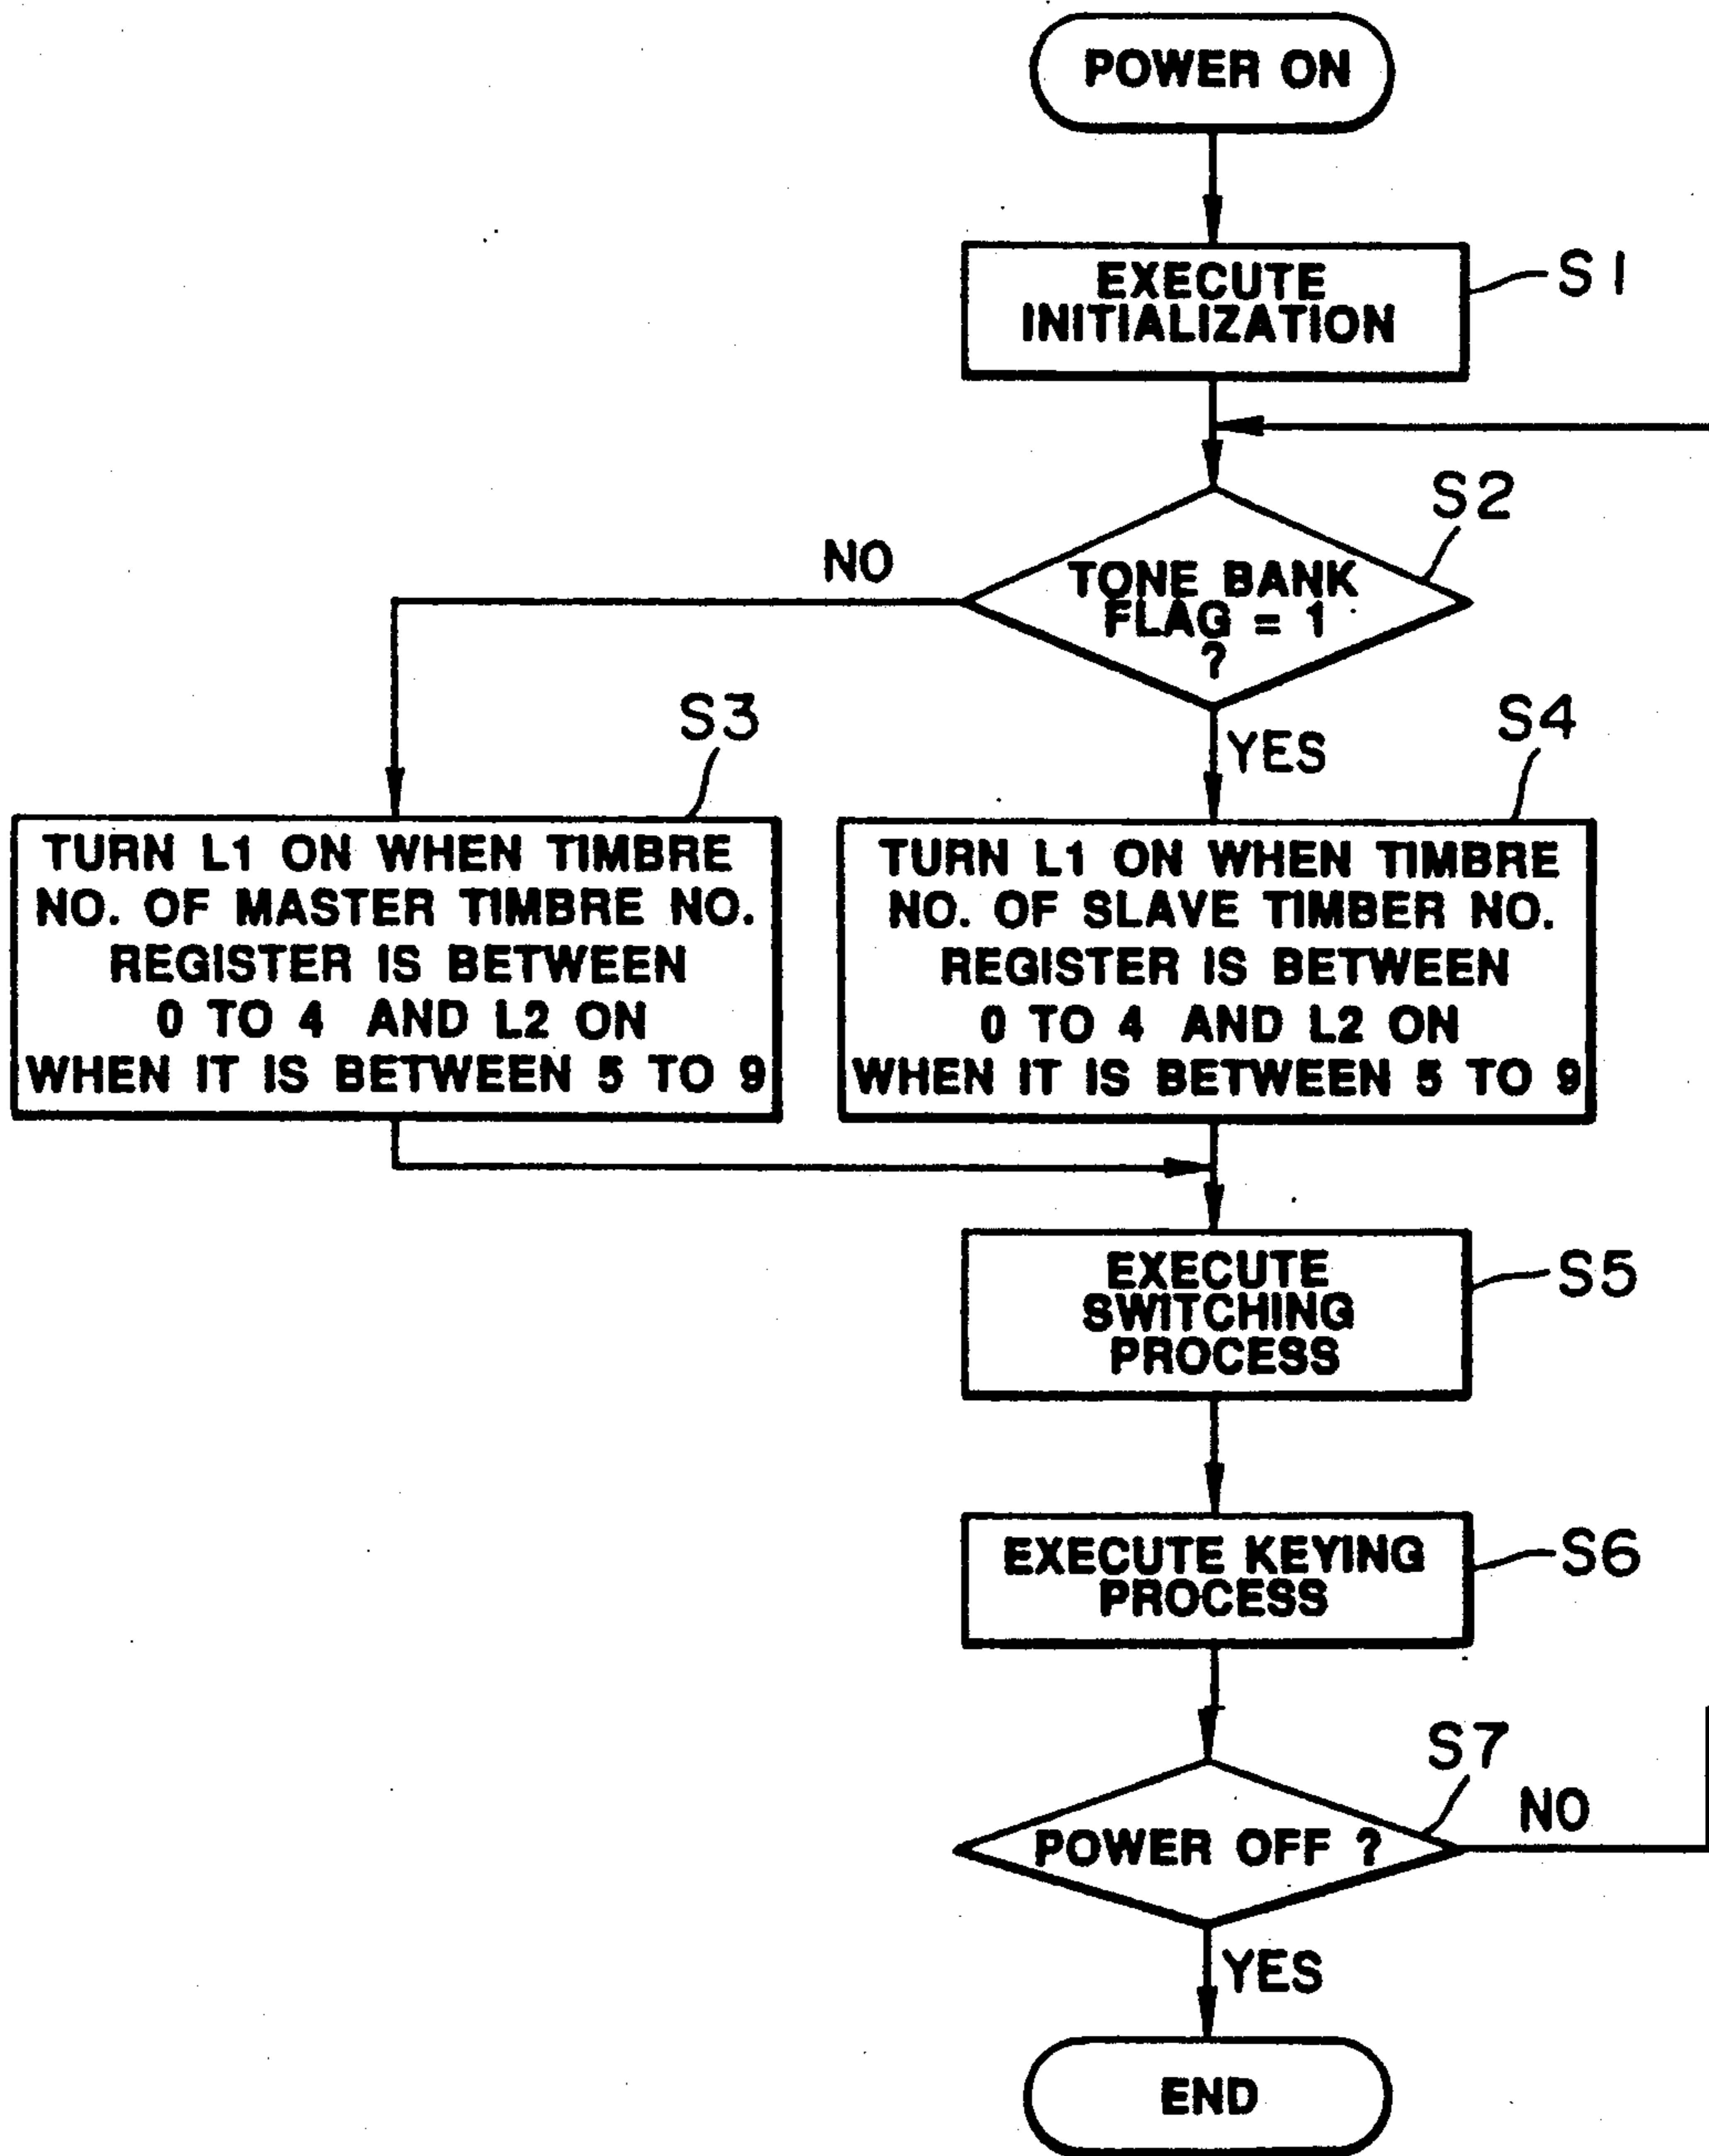 POWER ON
EXECUTE
INITIALIZATION
S1
S2
TONE BANK
FLAG = 1
?
NO
YES
S3
TURN L1 ON WHEN TIMBRE
NO. OF MASTER TIMBRE NO.
REGISTER IS BETWEEN
0 TO 4 AND L2 ON
WHEN IT IS BETWEEN 5 TO 9
S4
TURN L1 ON WHEN TIMBRE
NO. OF SLAVE TIMBER NO.
REGISTER IS BETWEEN
0 TO 4 AND L2 ON
WHEN IT IS BETWEEN 5 TO 9
EXECUTE
SWITCHING
PROCESS
S5
EXECUTE KEYING
PROCESS
S6
S7
POWER OFF ?
NO
YES
END